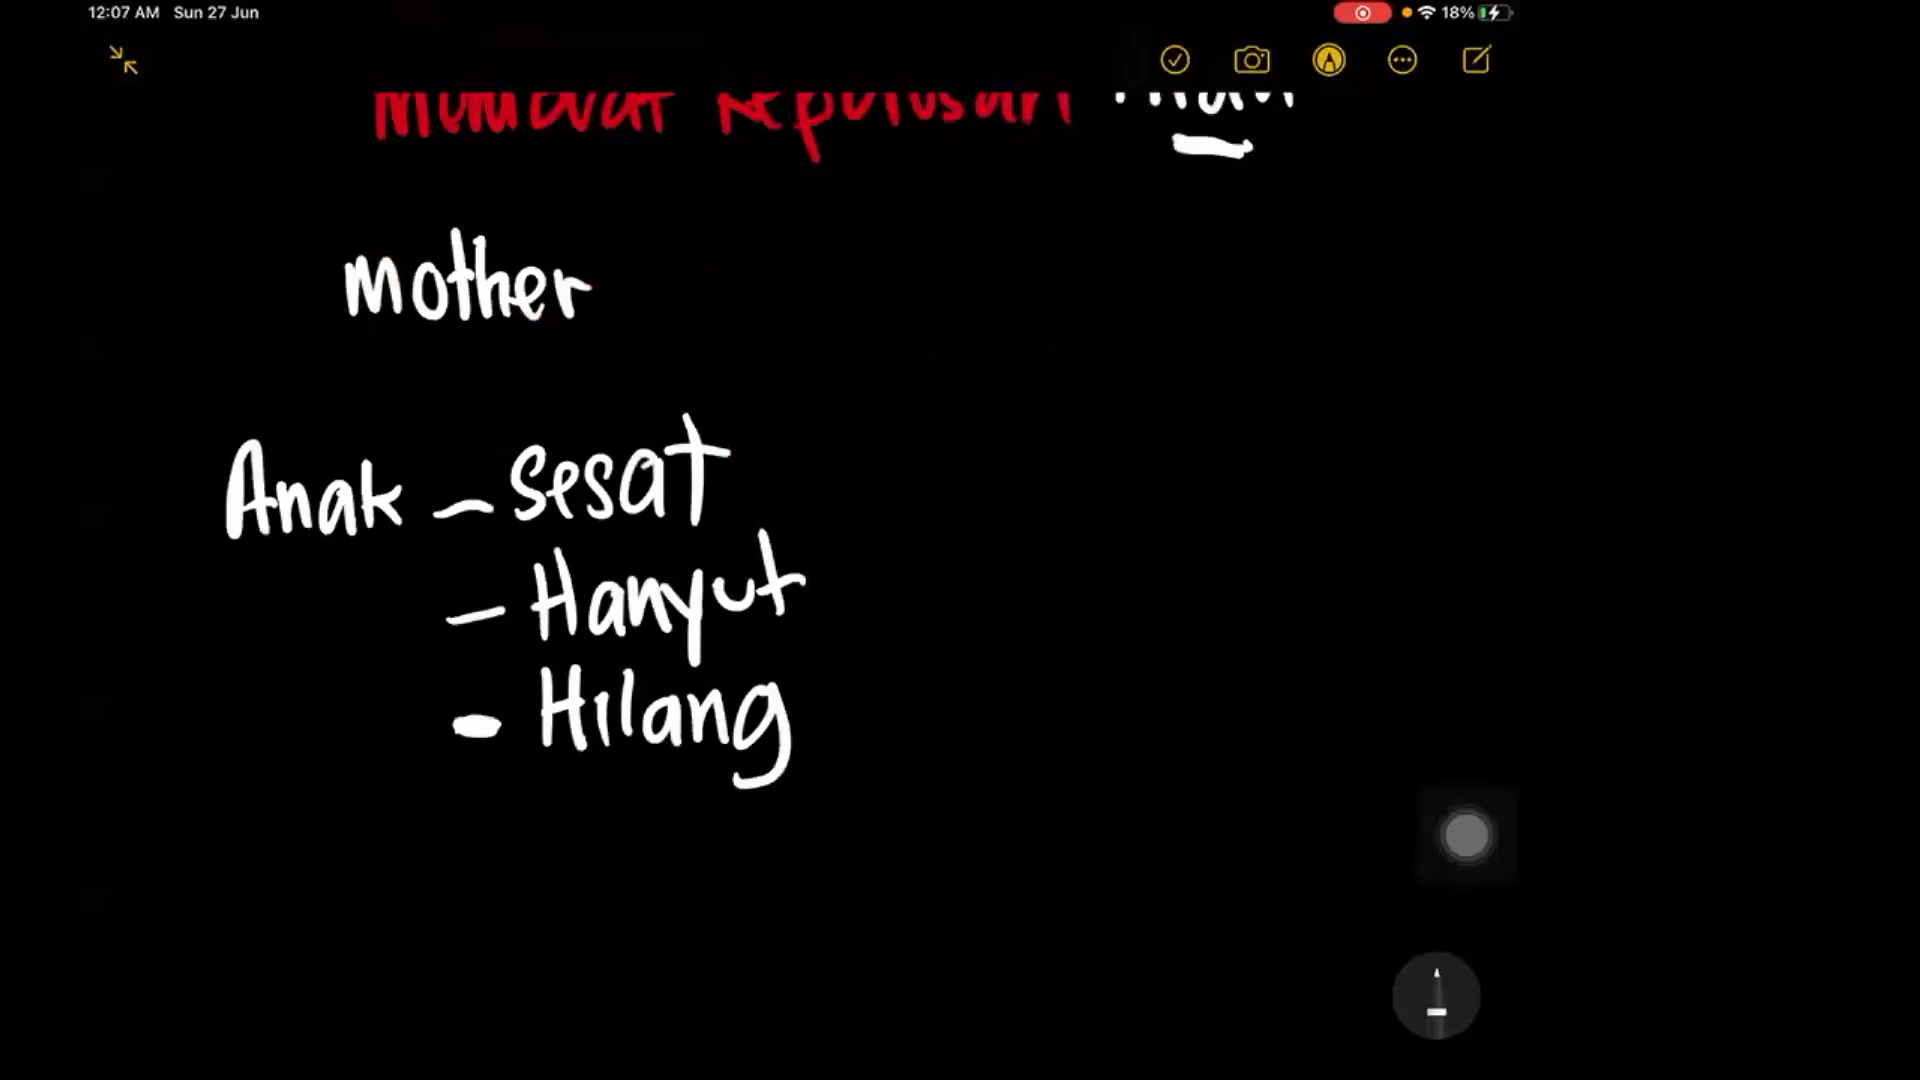 12:07 AM Sun 27 Jun 18%
mother
Anak - Sesat
- Hanyut
- Hilang